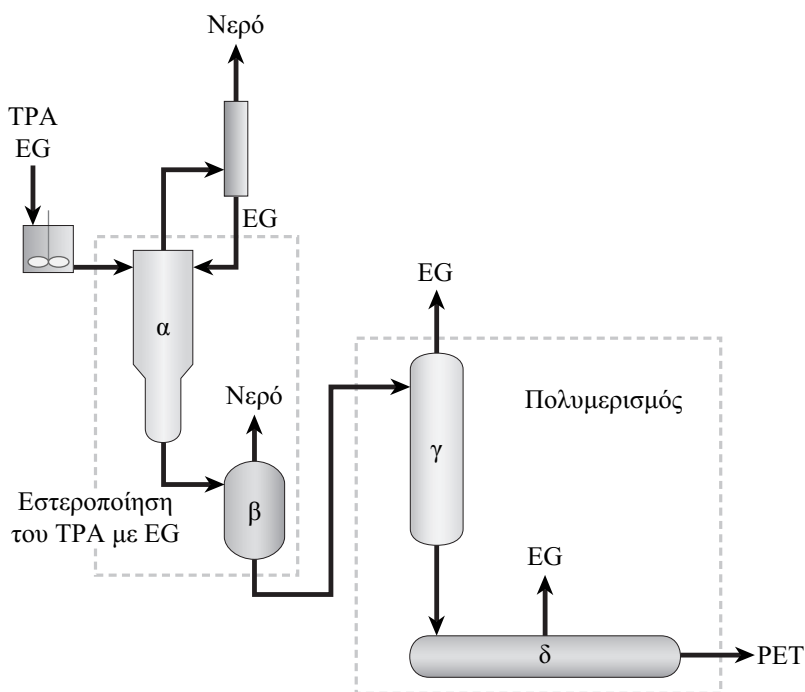 Νερό
TPA
EG
EG
α
EG
Νερό
Πολυμερισμός
γ
Εστεροποίηση
του TPA με EG
β
EG
δ
PET